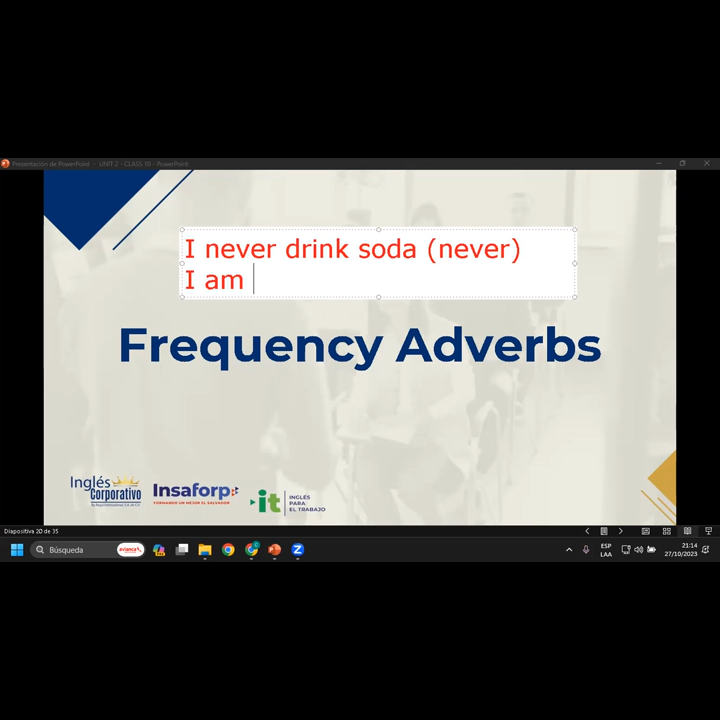 Presentación de PowerPoint - UNIT 2 - CLASS 10 - PowerPoint
I never drink soda (never)
I am
Frequency Adverbs
Inglés
Corporativo
Insaforp
FORMANDO UN MEJOR EL SALVADOR
it
INGLÉS
PARA
EL TRABAJO
Diapositiva 20 de 35
Búsqueda
avianca
ESP
LAA
21:14
27/10/2023